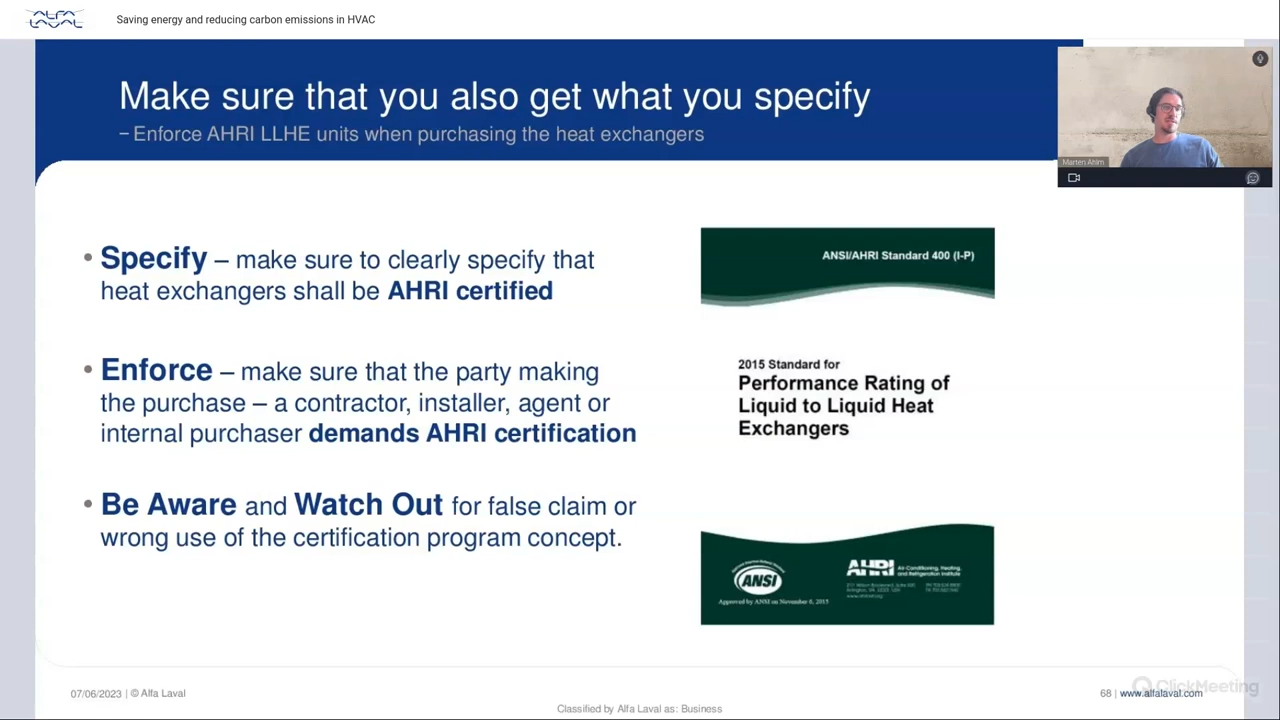 ALFA
LAVAL
Saving energy and reducing carbon emissions in HVAC
Make sure that you also get what you specify
– Enforce AHRI LLHE units when purchasing the heat exchangers
Marten Ahlm
• Specify – make sure to clearly specify that
heat exchangers shall be AHRI certified
• Enforce – make sure that the party making
the purchase – a contractor, installer, agent or
internal purchaser demands AHRI certification
• Be Aware and Watch Out for false claim or
wrong use of the certification program concept.
ANSI/AHRI Standard 400 (I-P)
2015 Standard for
Performance Rating of
Liquid to Liquid Heat
Exchangers
ANSI
Approved by ANSI on November 6, 2015
AHRI Air-Conditioning, Heating,
and Refrigeration Institute
07/06/2023 | © Alfa Laval
68 | www.alfalaval.com
ClickMeeting
Classified by Alfa Laval as: Business